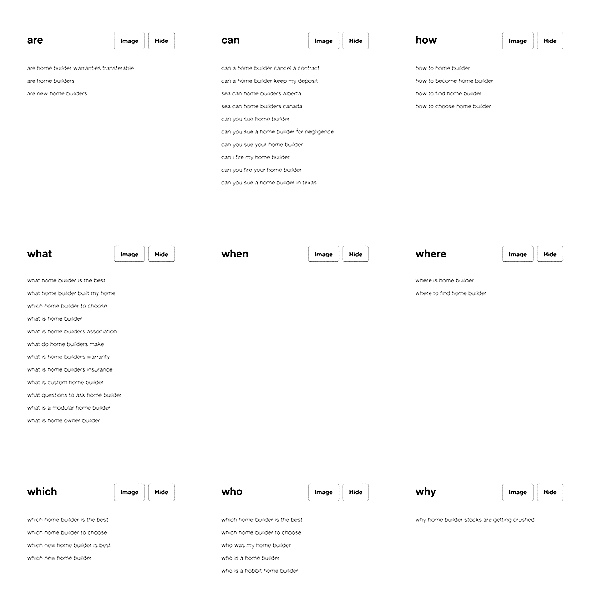 are Image Hide
are home builder warranties transferable
are home builders
are new home builders
can Image Hide
can a home builder cancel a contract
can a home builder keep my deposit
sea can home builders alberta
sea can home builders canada
can you sue home builder
can you sue a home builder for negligence
can you sue your home builder
can i fire my home builder
can you fire your home builder
can you sue a home builder in texas
how Image Hide
how to home builder
how to become home builder
how to find home builder
how to choose home builder
what Image Hide
what home builder is the best
what home builder built my home
which home builder to choose
what is home builder
what is home builders association
what do home builders make
what is home builders warranty
what is home builders insurance
what is custom home builder
what questions to ask home builder
what is a modular home builder
what is home owner builder
when Image Hide
where Image Hide
where is home builder
where to find home builder
which Image Hide
which home builder is the best
which home builder to choose
which new home builder is best
which new home builder
who Image Hide
which home builder is the best
which home builder to choose
who was my home builder
who is a home builder
who is a hobbit home builder
why Image Hide
why home builder stocks are getting crushed